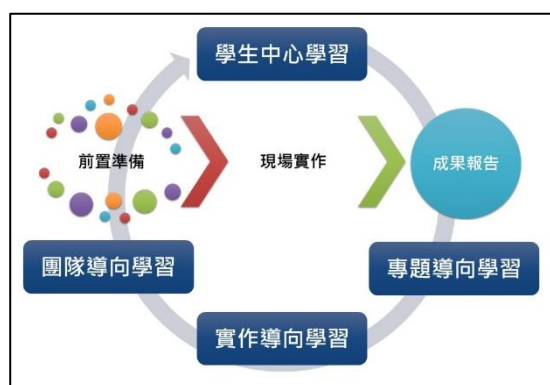 學生中心學習
前置準備
現場實作
成果報告
團隊導向學習
專題導向學習
實作導向學習